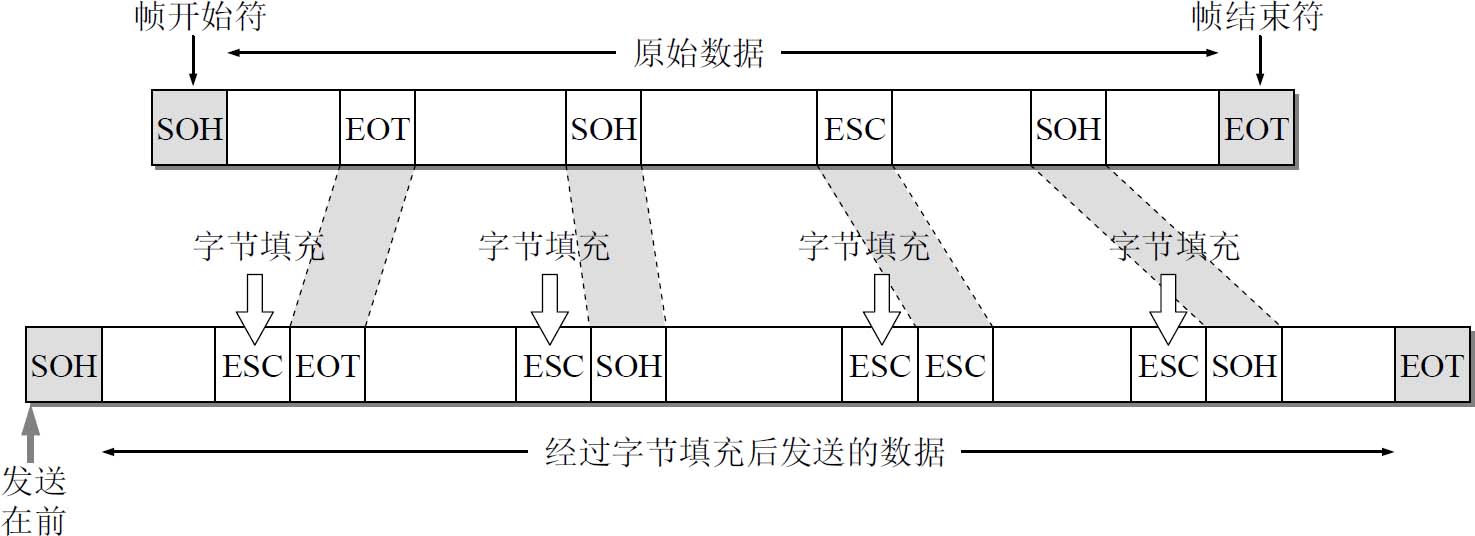 帧开始符 帧结束符
原始数据
SOH EOT SOH ESC SOH EOT
字节填充 字节填充 字节填充 字节填充
SOH ESC EOT ESC SOH ESC ESC ESC SOH EOT
经过字节填充后发送的数据
发送
在前